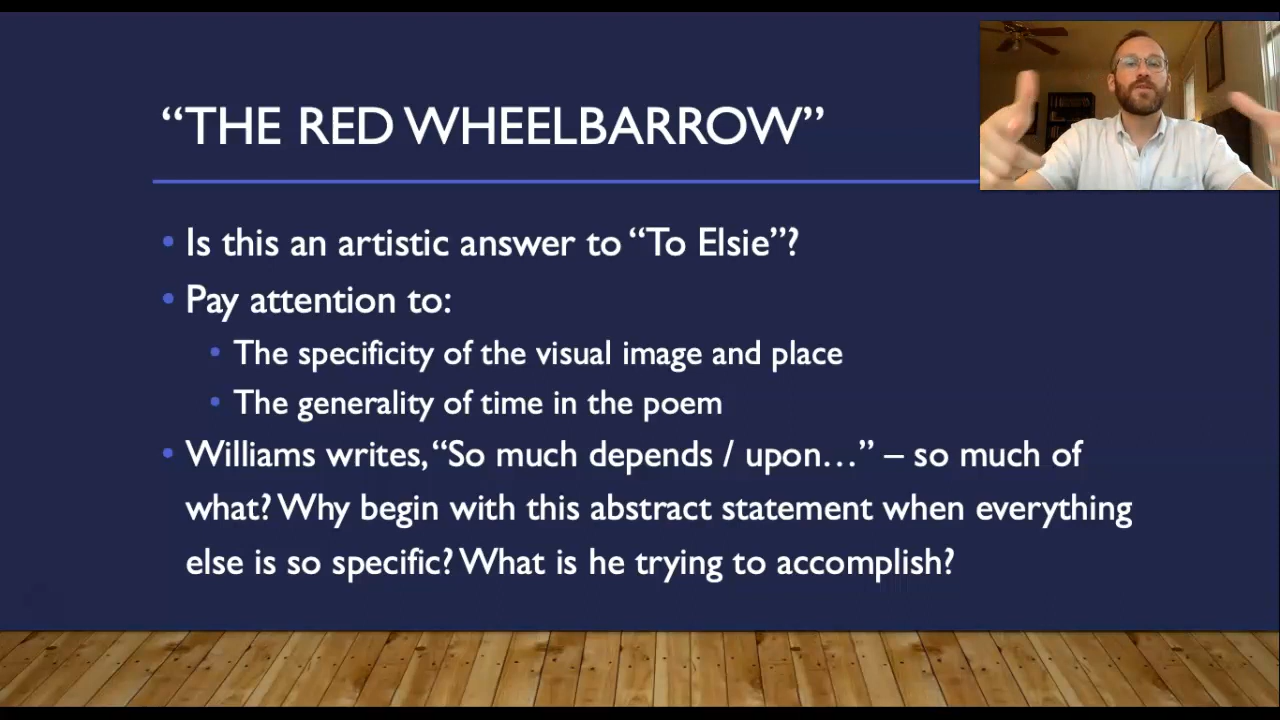 “THE RED WHEELBARROW”
• Is this an artistic answer to “To Elsie”?
• Pay attention to:
• The specificity of the visual image and place
• The generality of time in the poem
• Williams writes, “So much depends / upon…” – so much of
what? Why begin with this abstract statement when everything
else is so specific? What is he trying to accomplish?